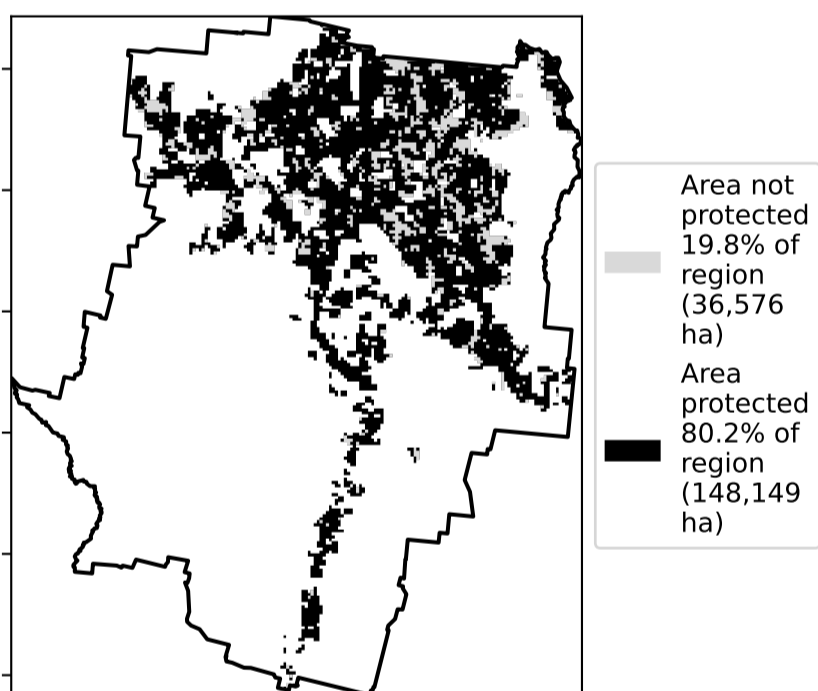 Area not
protected
19.8% of
region
(36,576
ha)
Area
protected
80.2% of
region
(148,149
ha)